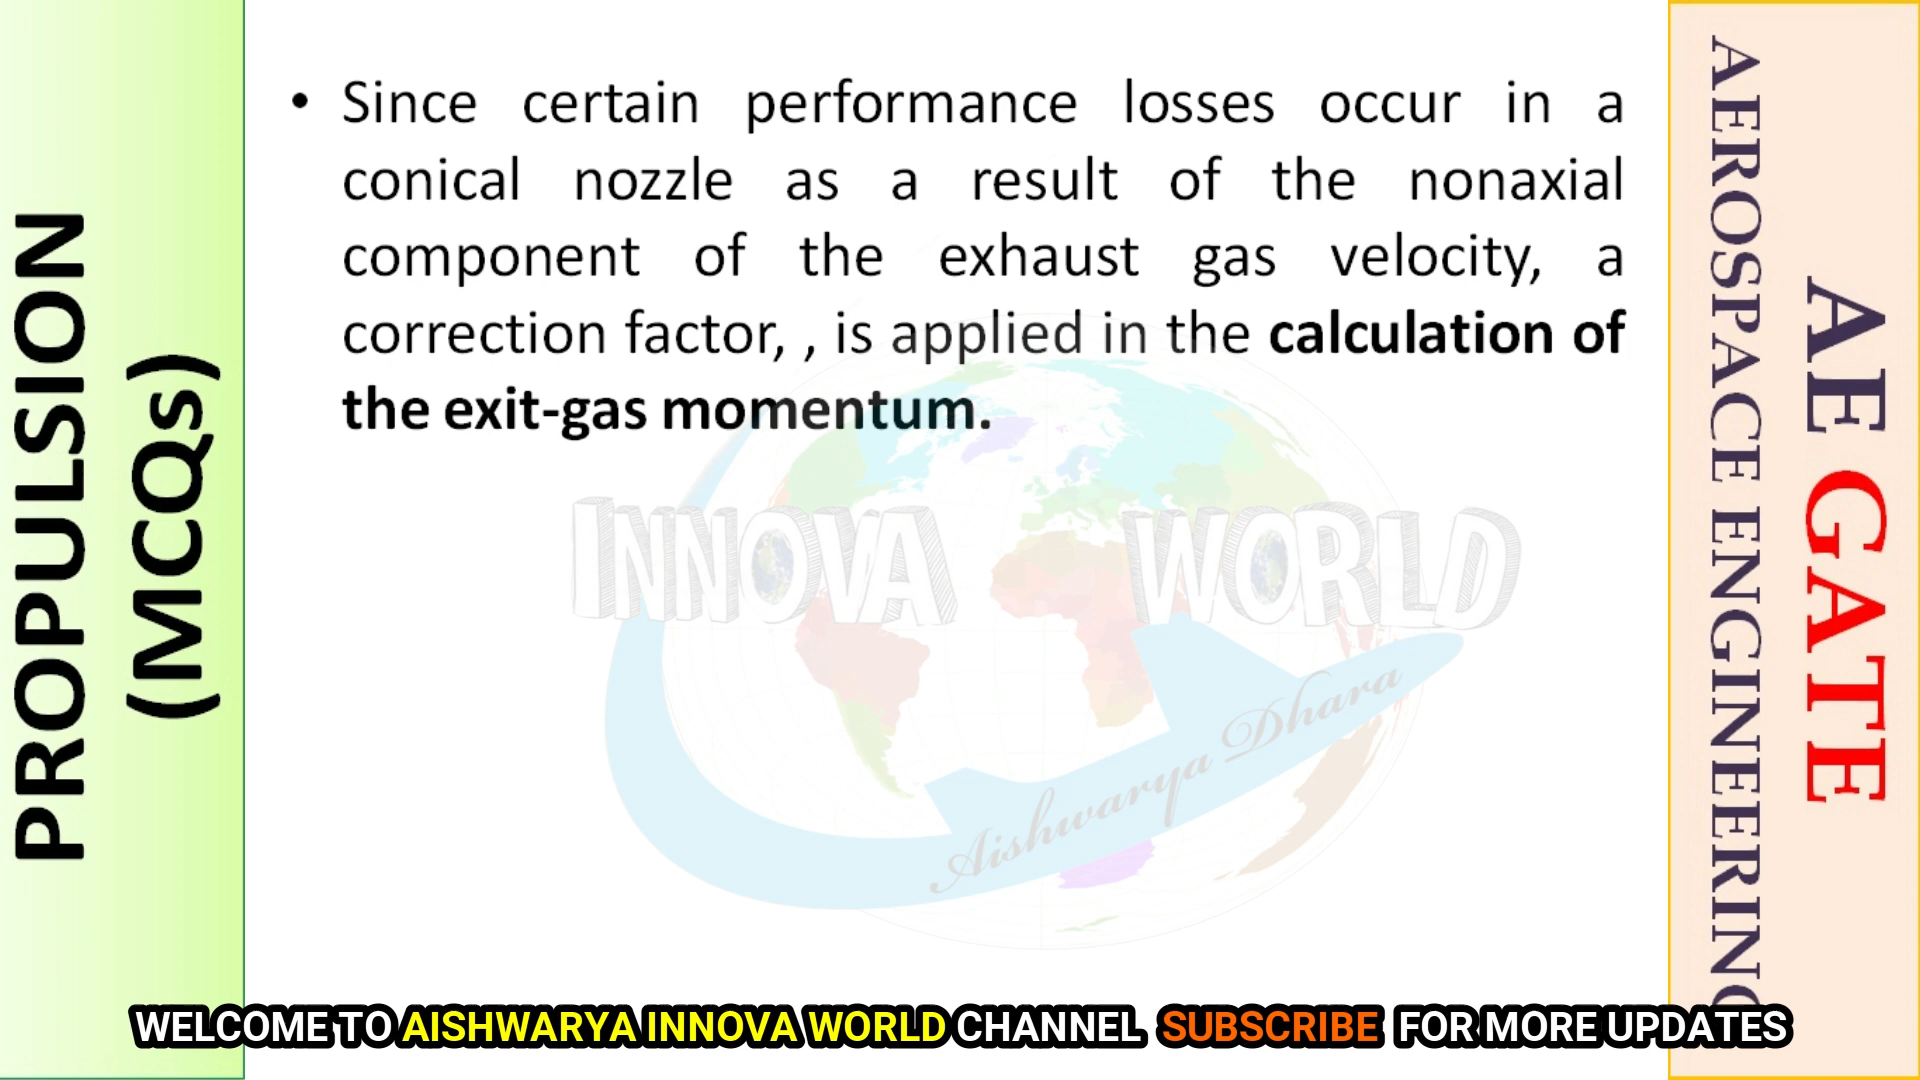 PROPULSION
(MCQs)
• Since certain performance losses occur in a
conical nozzle as a result of the nonaxial
component of the exhaust gas velocity, a
correction factor, , is applied in the calculation of
the exit-gas momentum.
INNOVA WORLD
Aishwarya Dhara
AE GATE
AEROSPACE ENGINEERING
WELCOME TO AISHWARYA INNOVA WORLD CHANNEL SUBSCRIBE FOR MORE UPDATES